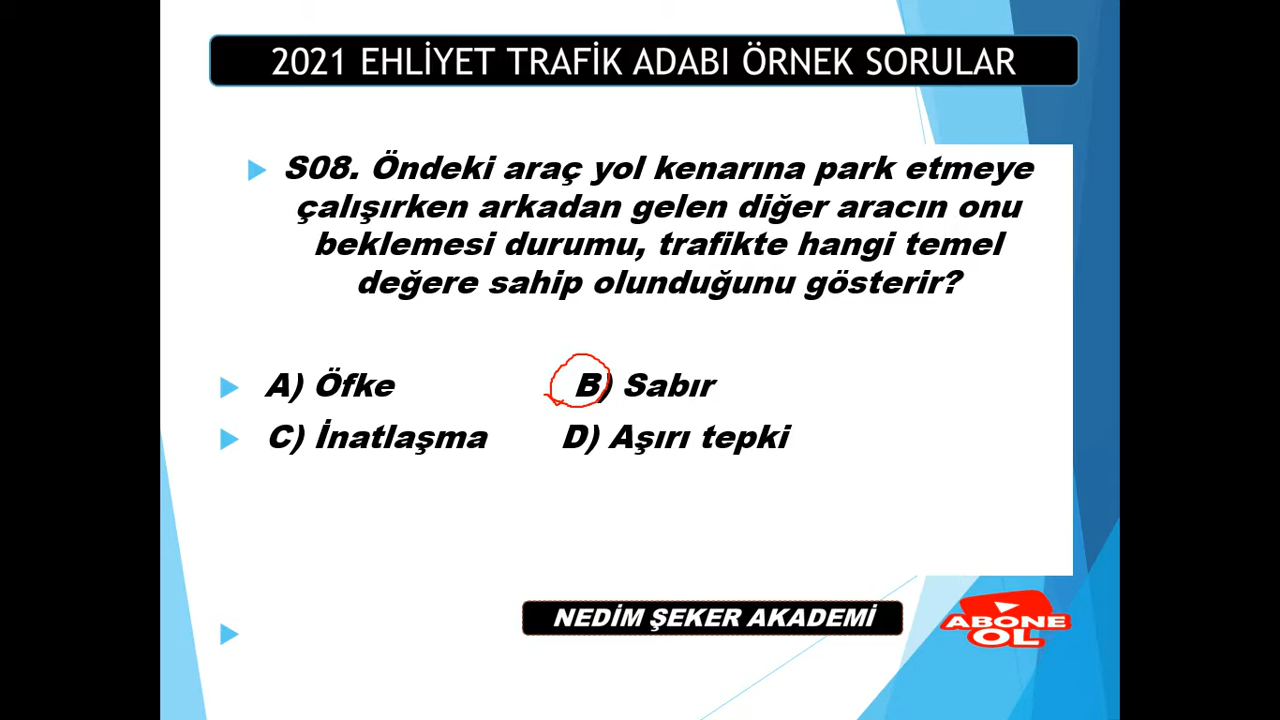 2021 EHLİYET TRAFİK ADABI ÖRNEK SORULAR
S08. Öndeki araç yol kenarına park etmeye
çalışırken arkadan gelen diğer aracın onu
beklemesi durumu, trafikte hangi temel
değere sahip olunduğunu gösterir?
A) Öfke B) Sabır
C) İnatlaşma D) Aşırı tepki
NEDİM ŞEKER AKADEMİ
ABONE
OL